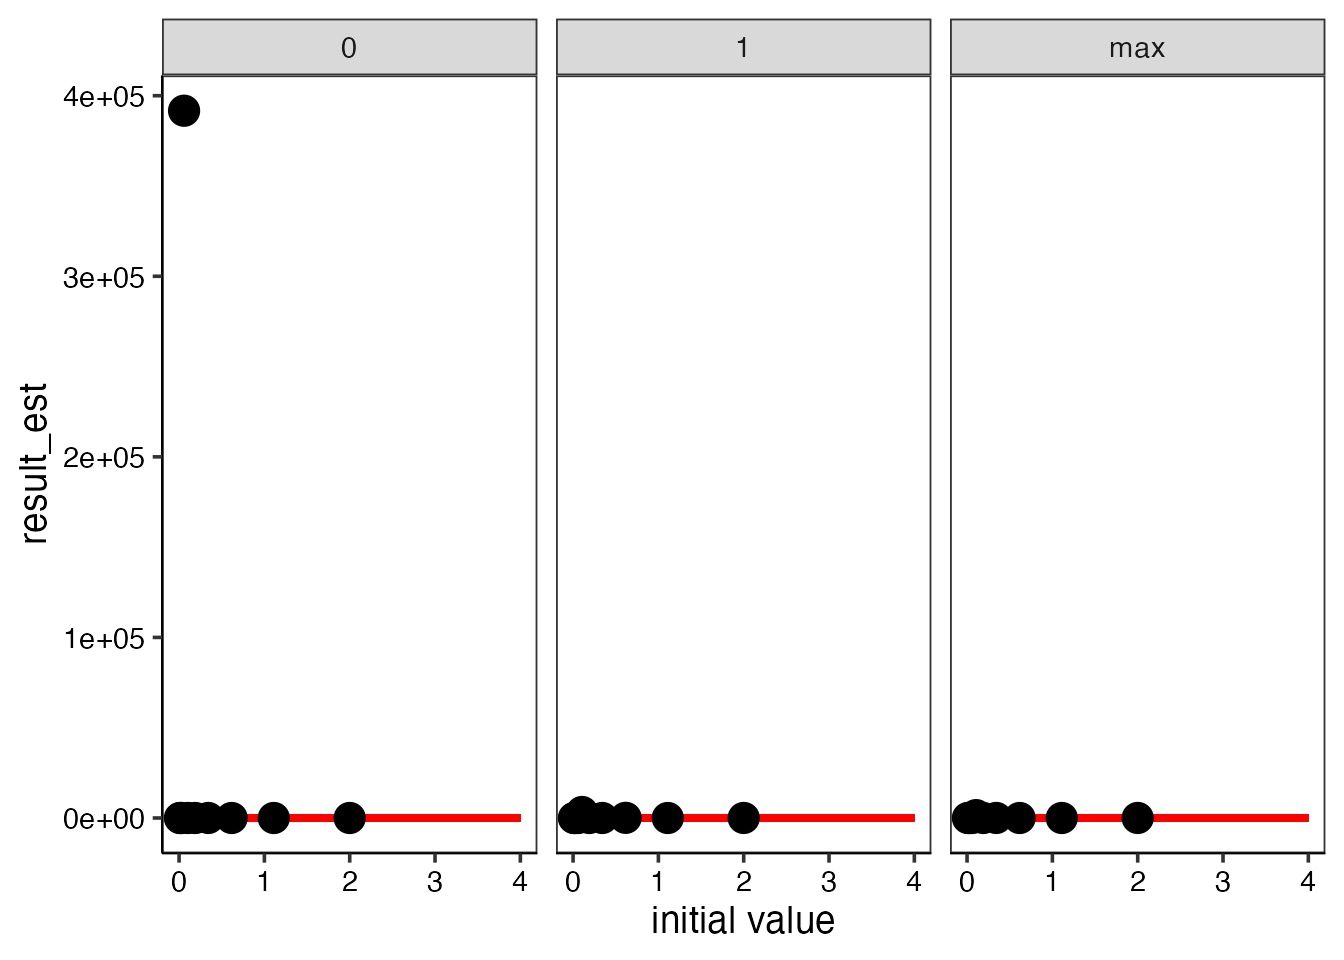 0 1 max
4e+05
3e+05
2e+05
1e+05
0e+00
result_est
0 1 2 3 4 0 1 2 3 4 0 1 2 3 4
initial value